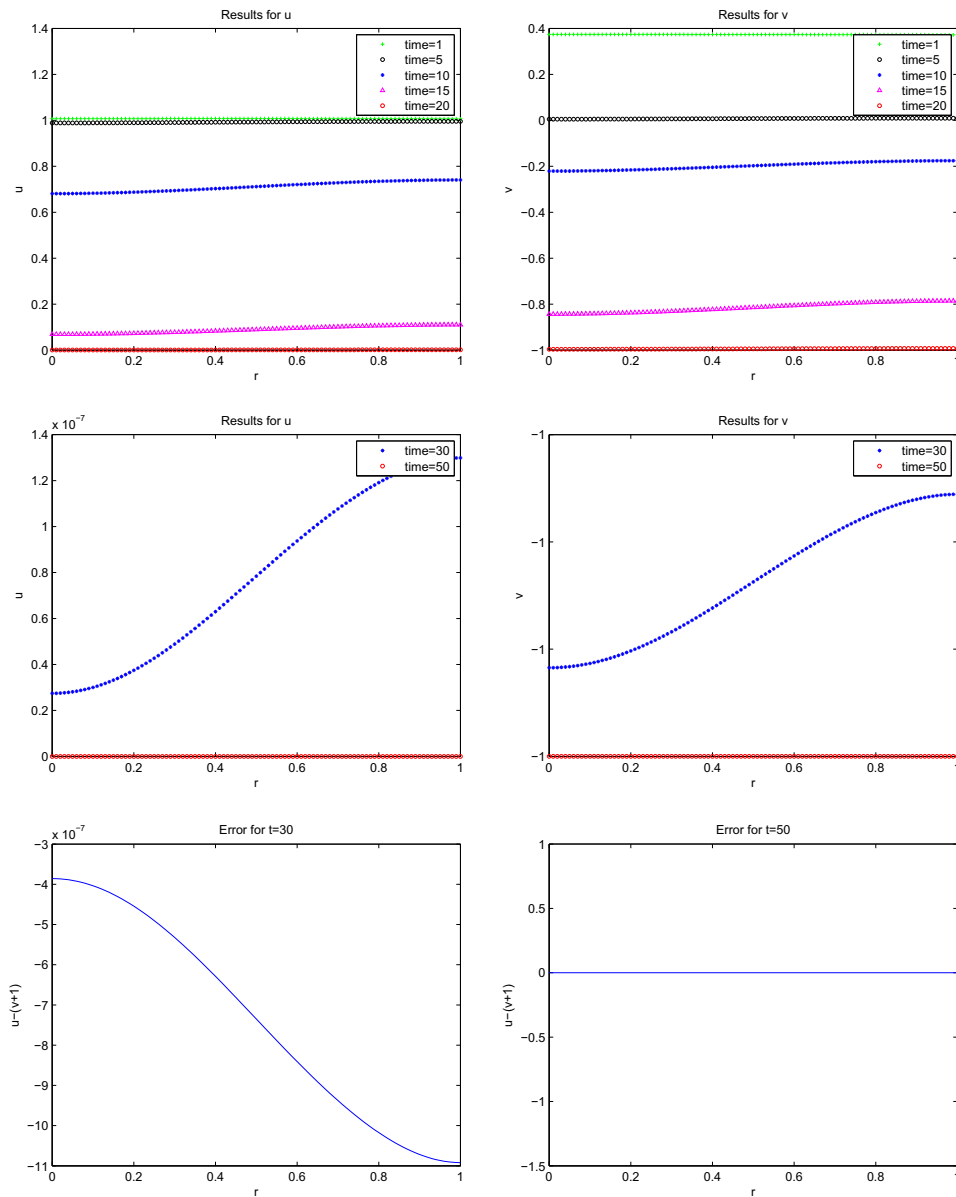 Results for u
1.4
1.2
1
0.8
0.6
0.4
0.2
0
u
0
0.2
0.4
0.6
0.8
1
r
time=1
time=5
time=10
time=15
time=20
Results for v
0.4
0.2
0
−0.2
−0.4
−0.6
−0.8
−1
v
0
0.2
0.4
0.6
0.8
1
r
time=1
time=5
time=10
time=15
time=20
Results for u
x 10−7
1.4
1.2
1
0.8
0.6
0.4
0.2
0
u
0
0.2
0.4
0.6
0.8
1
r
time=30
time=50
Results for v
−1
−1
−1
−1
v
0
0.2
0.4
0.6
0.8
1
r
time=30
time=50
Error for t=30
x 10−7
−3
−4
−5
−6
−7
−8
−9
−10
−11
u−(v+1)
0
0.2
0.4
0.6
0.8
1
r
Error for t=50
1
0.5
0
−0.5
−1
−1.5
u−(v+1)
0
0.2
0.4
0.6
0.8
1
r